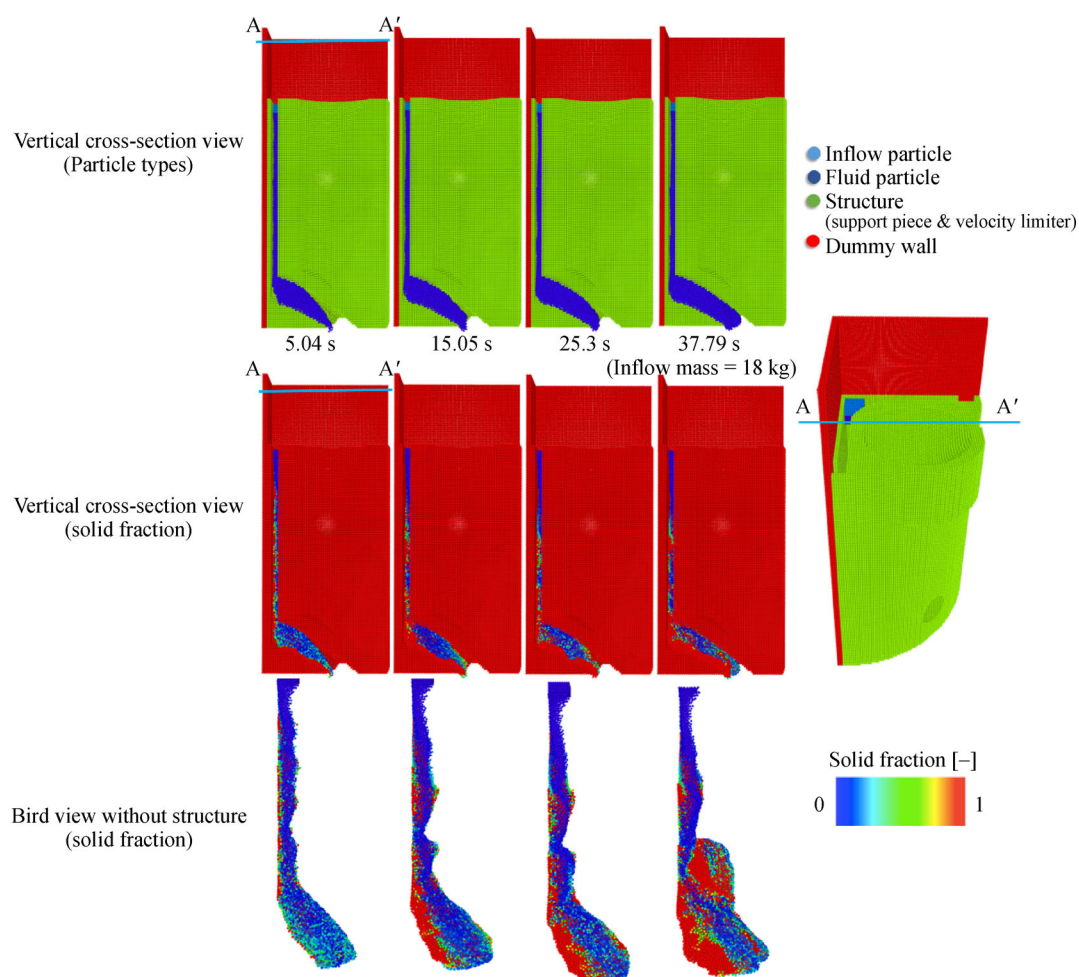 A A′
Vertical cross-section view
(Particle types)
Inflow particle
Fluid particle
Structure
(support piece & velocity limiter)
Dummy wall
5.04 s 15.05 s 25.3 s 37.79 s
(Inflow mass = 18 kg)
A A′
A A′
Vertical cross-section view
(solid fraction)
Solid fraction [−]
0 1
Bird view without structure
(solid fraction)